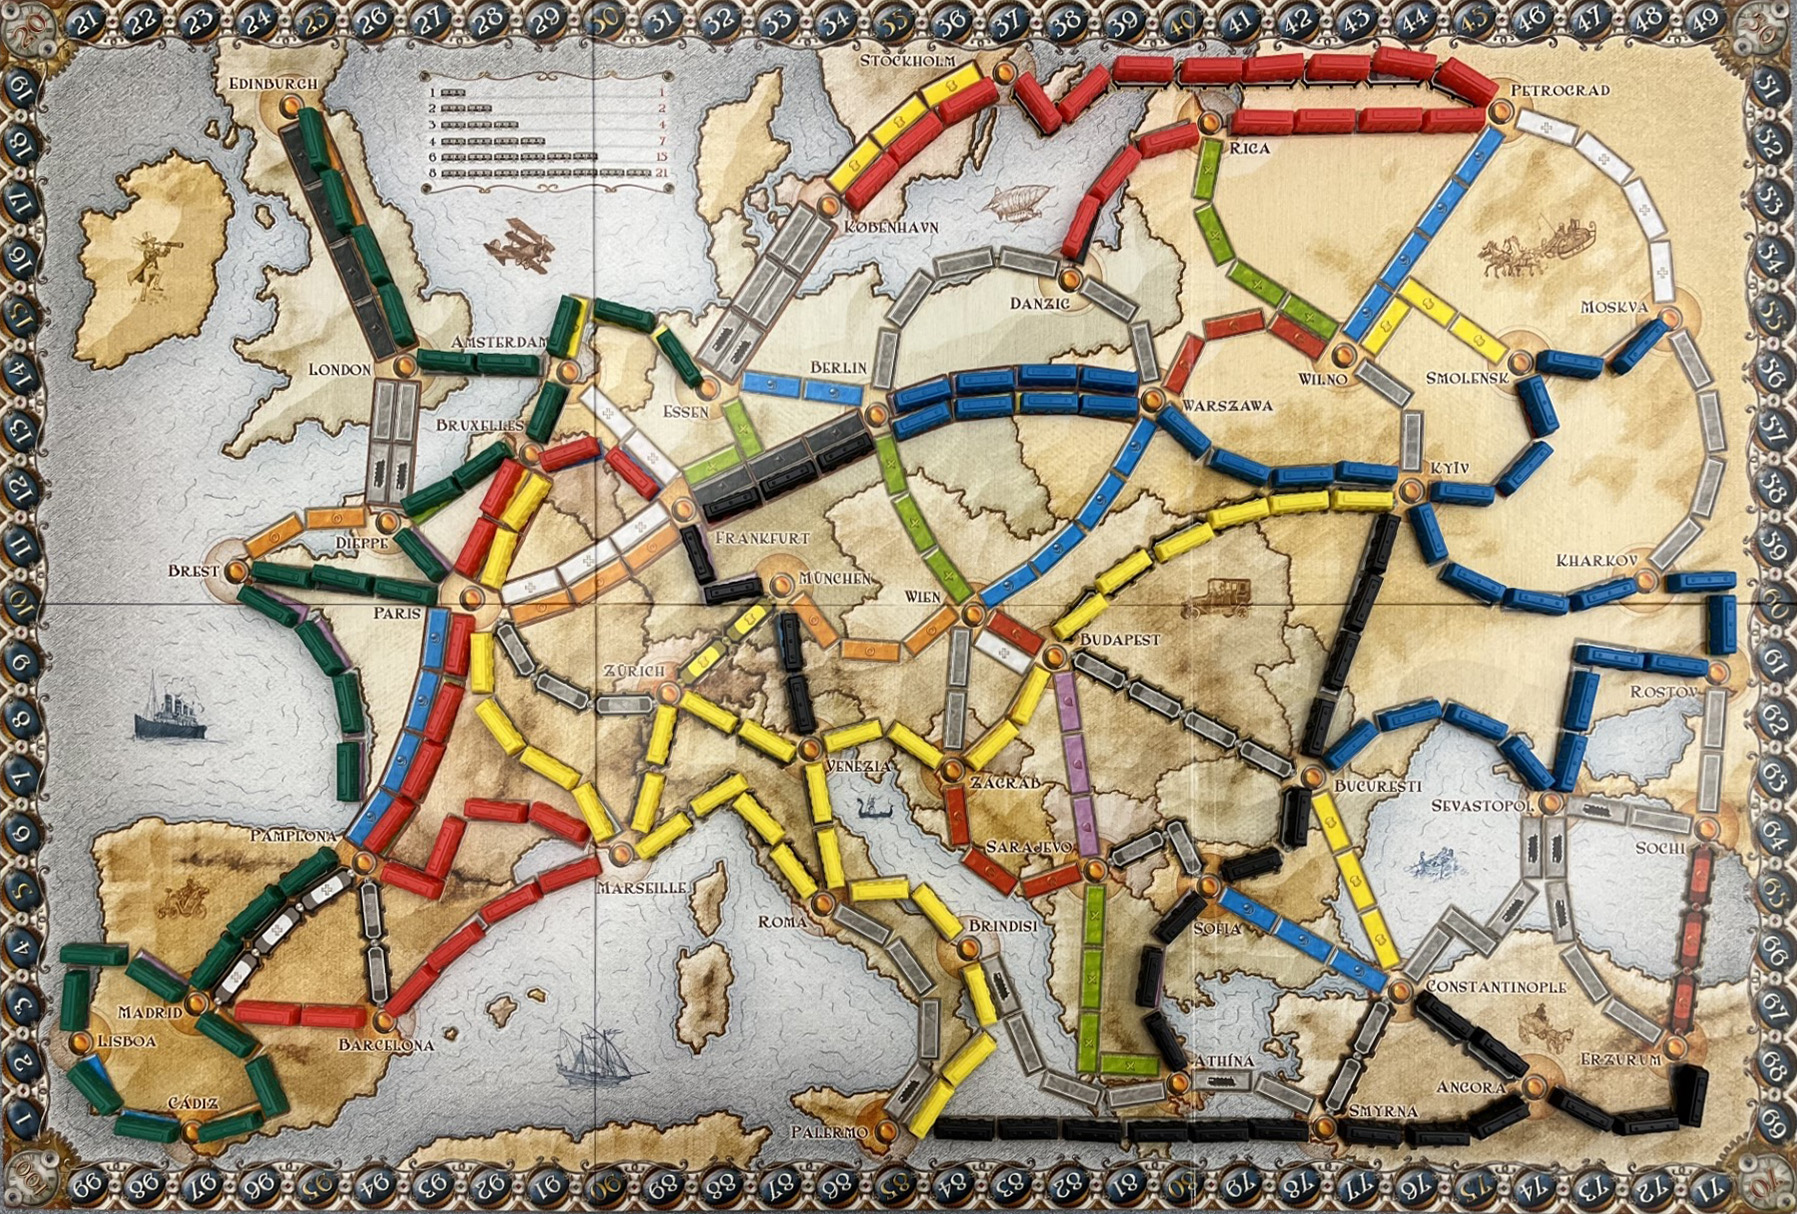 20 21 22 23 24 25 26 27 28 29 30 31 32 33 34 35 36 37 38 39 40 41 42 43 44 45 46 47 48 49 50
19 51
18 52
17 53
16 54
15 55
14 56
13 57
12 58
11 59
10 60
9 61
8 62
7 63
6 64
5 65
4 66
3 67
2 68
1 69
100 99 98 97 96 95 94 93 92 91 90 89 88 87 86 85 84 83 82 81 80 79 78 77 76 75 74 73 72 71 70
1 1
2 2
3 4
4 7
6 15
8 21
EDINBURGH
STOCKHOLM
PETROGRAD
RIGA
KØBENHAVN
DANZIG
MOSKVA
AMSTERDAM
LONDON
BERLIN
ESSEN
WILNO
SMOLENSK
WARSZAWA
BRUXELLES
KYÏV
DIEPPE
FRANKFURT
BREST
KHARKOV
MÜNCHEN
WIEN
PARIS
BUDAPEST
ZÜRICH
ROSTOV
VENEZIA
ZÁGRÁB
BUCURESTI
SEVASTOPOL
PAMPLONA
SARAJEVO
SOCHI
MARSEILLE
ROMA
BRINDISI
SOFIA
CONSTANTINOPLE
MADRID
LISBOA
BARCELONA
ATHÍNA
ERZURUM
ANGORA
CÁDIZ
SMYRNA
PALERMO